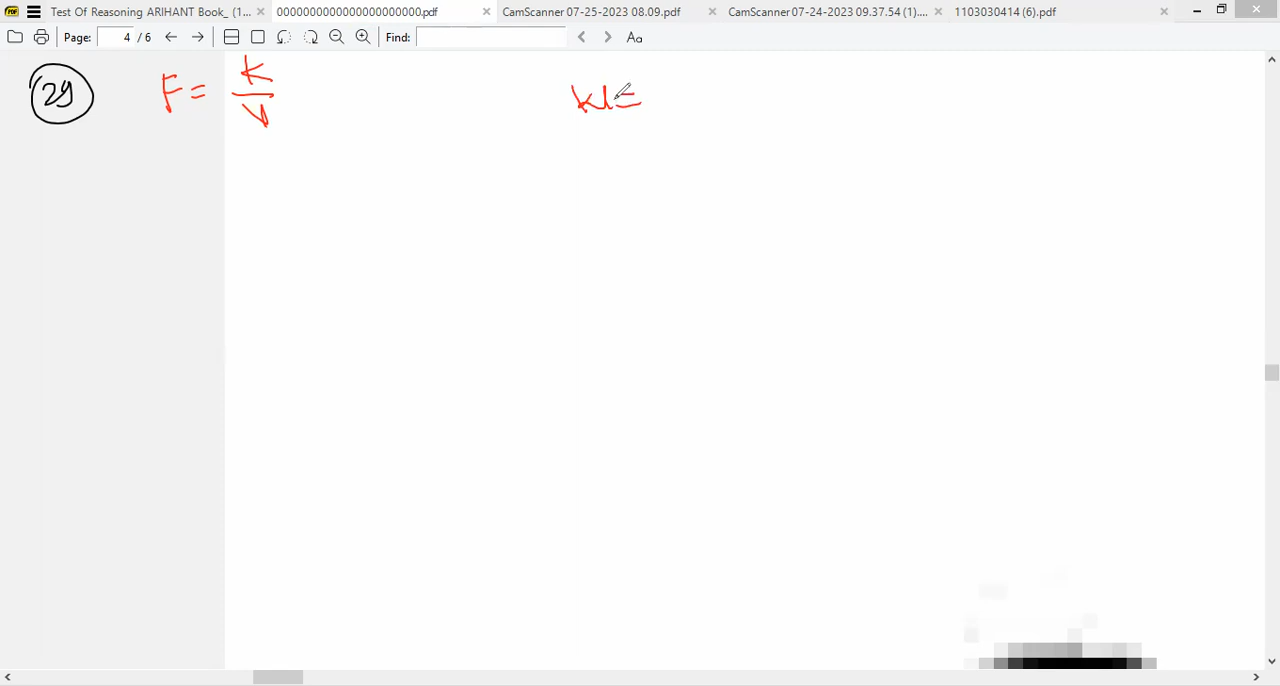 Test Of Reasoning ARIHANT Book_ (1... 0000000000000000000000.pdf CamScanner 07-25-2023 08.09.pdf CamScanner 07-24-2023 09.37.54 (1).... 1103030414 (6).pdf
Page: 4 / 6 Find: Aa
29 F = K/V KE